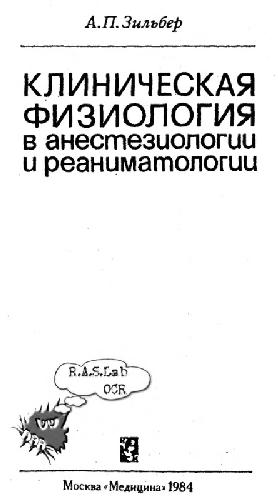 А.П. Зильбер
КЛИНИЧЕСКАЯ
ФИЗИОЛОГИЯ
в анестезиологии
и реаниматологии
R.A.S.Lab
OCR
Москва «Медицина» 1984